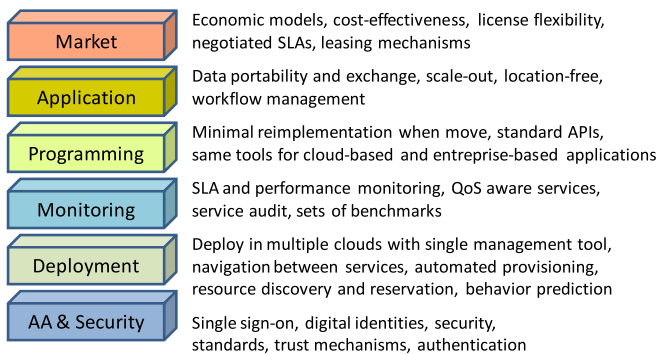 Market
Economic models, cost-effectiveness, license flexibility,
negotiated SLAs, leasing mechanisms
Application
Data portability and exchange, scale-out, location-free,
workflow management
Programming
Minimal reimplementation when move, standard APIs,
same tools for cloud-based and entreprise-based applications
Monitoring
SLA and performance monitoring, QoS aware services,
service audit, sets of benchmarks
Deployment
Deploy in multiple clouds with single management tool,
navigation between services, automated provisioning,
resource discovery and reservation, behavior prediction
AA & Security
Single sign-on, digital identities, security,
standards, trust mechanisms, authentication